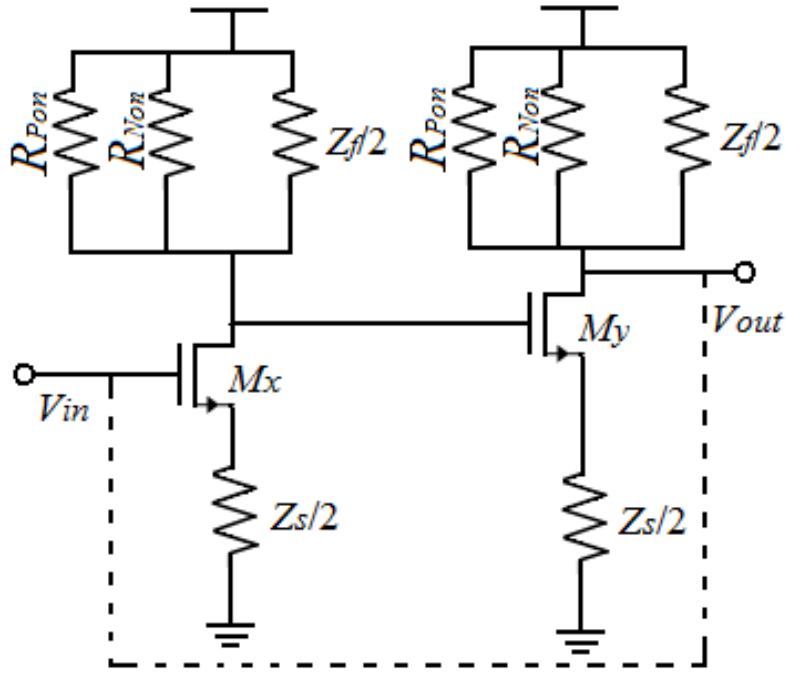 RPon
RNon
Zf/2
RPon
RNon
Zf/2
My
Vout
Mx
Vin
Zs/2
Zs/2